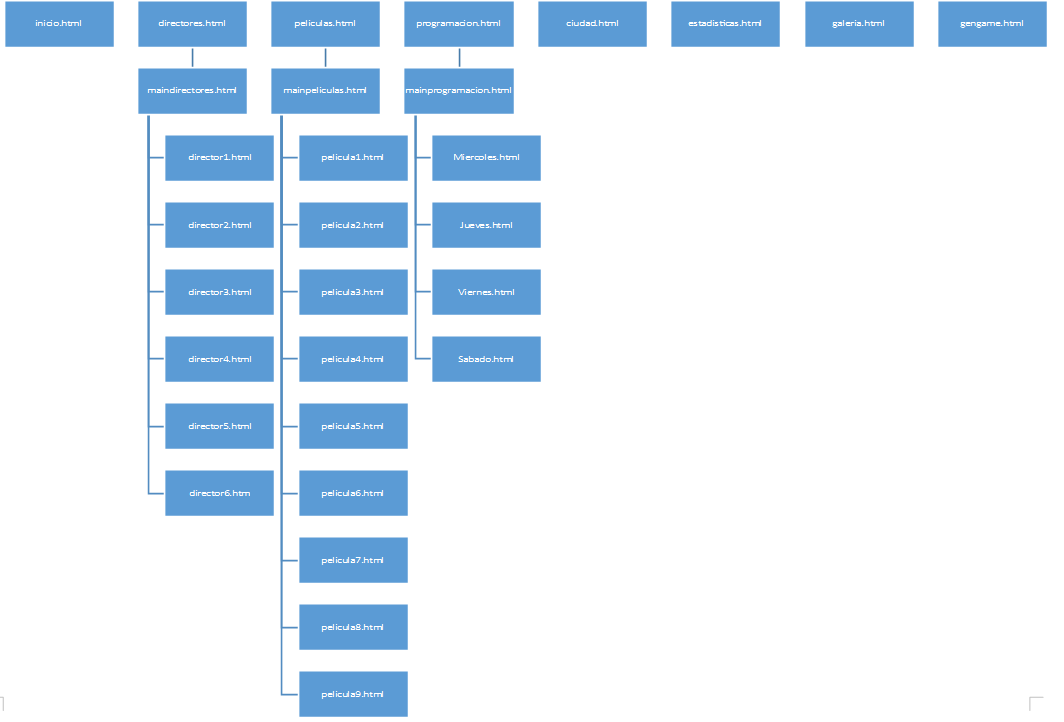 inicio.html
directores.html
peliculas.html
programacion.html
ciudad.html
estadisticas.html
galeria.html
gengame.html
maindirectores.html
mainpeliculas.html
mainprogramacion.html
director1.html
pelicula1.html
Miercoles.html
director2.html
pelicula2.html
Jueves.html
director3.html
pelicula3.html
Viernes.html
director4.html
pelicula4.html
Sabado.html
director5.html
pelicula5.html
director6.htm
pelicula6.html
pelicula7.html
pelicula8.html
pelicula9.html